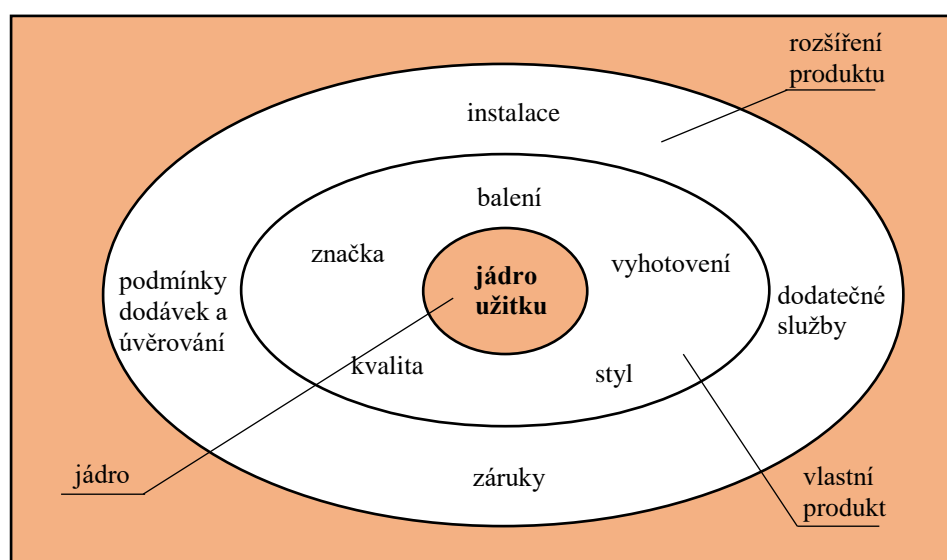 rozšíření
produktu
instalace
balení
značka
vyhotovení
jádro
užitku
podmínky
dodávek a
úvěrování
dodatečné
služby
kvalita
styl
jádro
záruky
vlastní
produkt